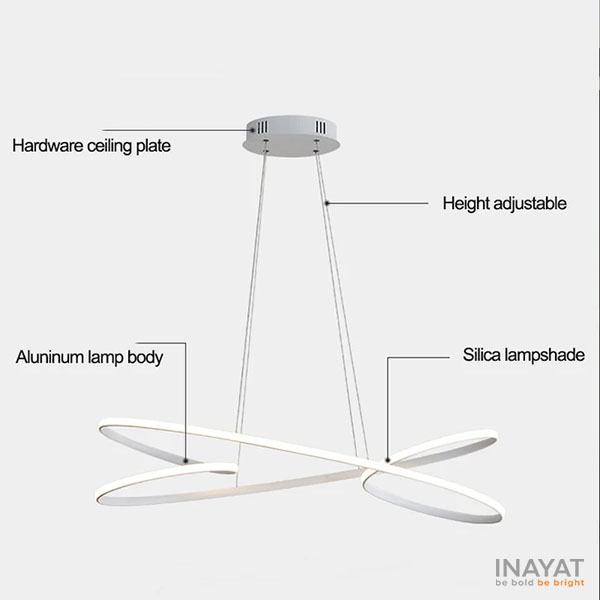 Hardware ceiling plate
Height adjustable
Aluninum lamp body
Silica lampshade
INAYAT
be bold be bright